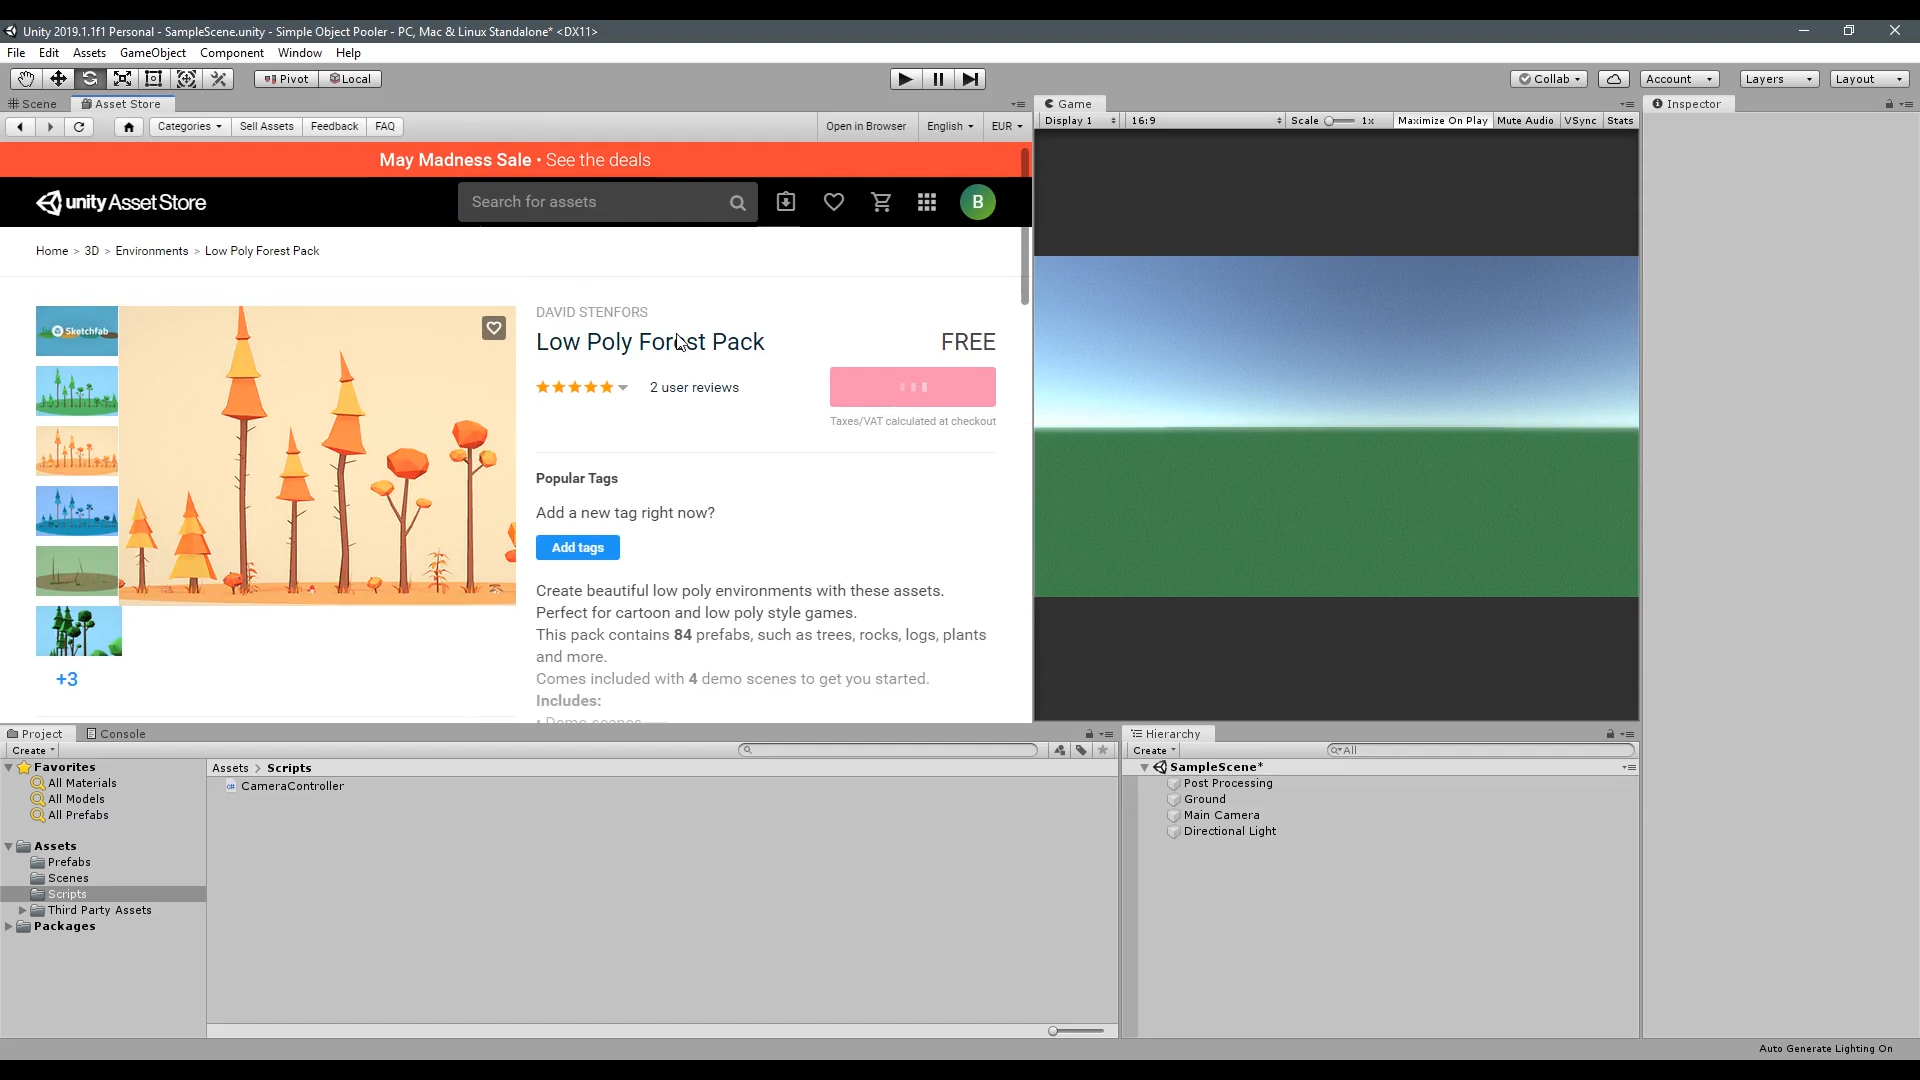 Unity 2019.1.1f1 Personal - SampleScene.unity - Simple Object Pooler - PC, Mac & Linux Standalone* <DX11>
File Edit Assets GameObject Component Window Help
Pivot Local Collab Account Layers Layout
Scene Asset Store Game Inspector
Categories Sell Assets Feedback FAQ Open in Browser English EUR
Display 1 16:9 Scale 1x Maximize On Play Mute Audio VSync Stats
May Madness Sale • See the deals
unity Asset Store Search for assets B
Home > 3D > Environments > Low Poly Forest Pack
Sketchfab
+3
DAVID STENFORS
Low Poly Forest Pack FREE
2 user reviews
Taxes/VAT calculated at checkout
Popular Tags
Add a new tag right now?
Add tags
Create beautiful low poly environments with these assets.
Perfect for cartoon and low poly style games.
This pack contains 84 prefabs, such as trees, rocks, logs, plants
and more.
Comes included with 4 demo scenes to get you started.
Includes:
• Demo scenes
Project Console
Create
Favorites
All Materials
All Models
All Prefabs
Assets
Prefabs
Scenes
Scripts
Third Party Assets
Packages
Assets > Scripts
CameraController
Hierarchy
Create All
SampleScene*
Post Processing
Ground
Main Camera
Directional Light
Auto Generate Lighting On